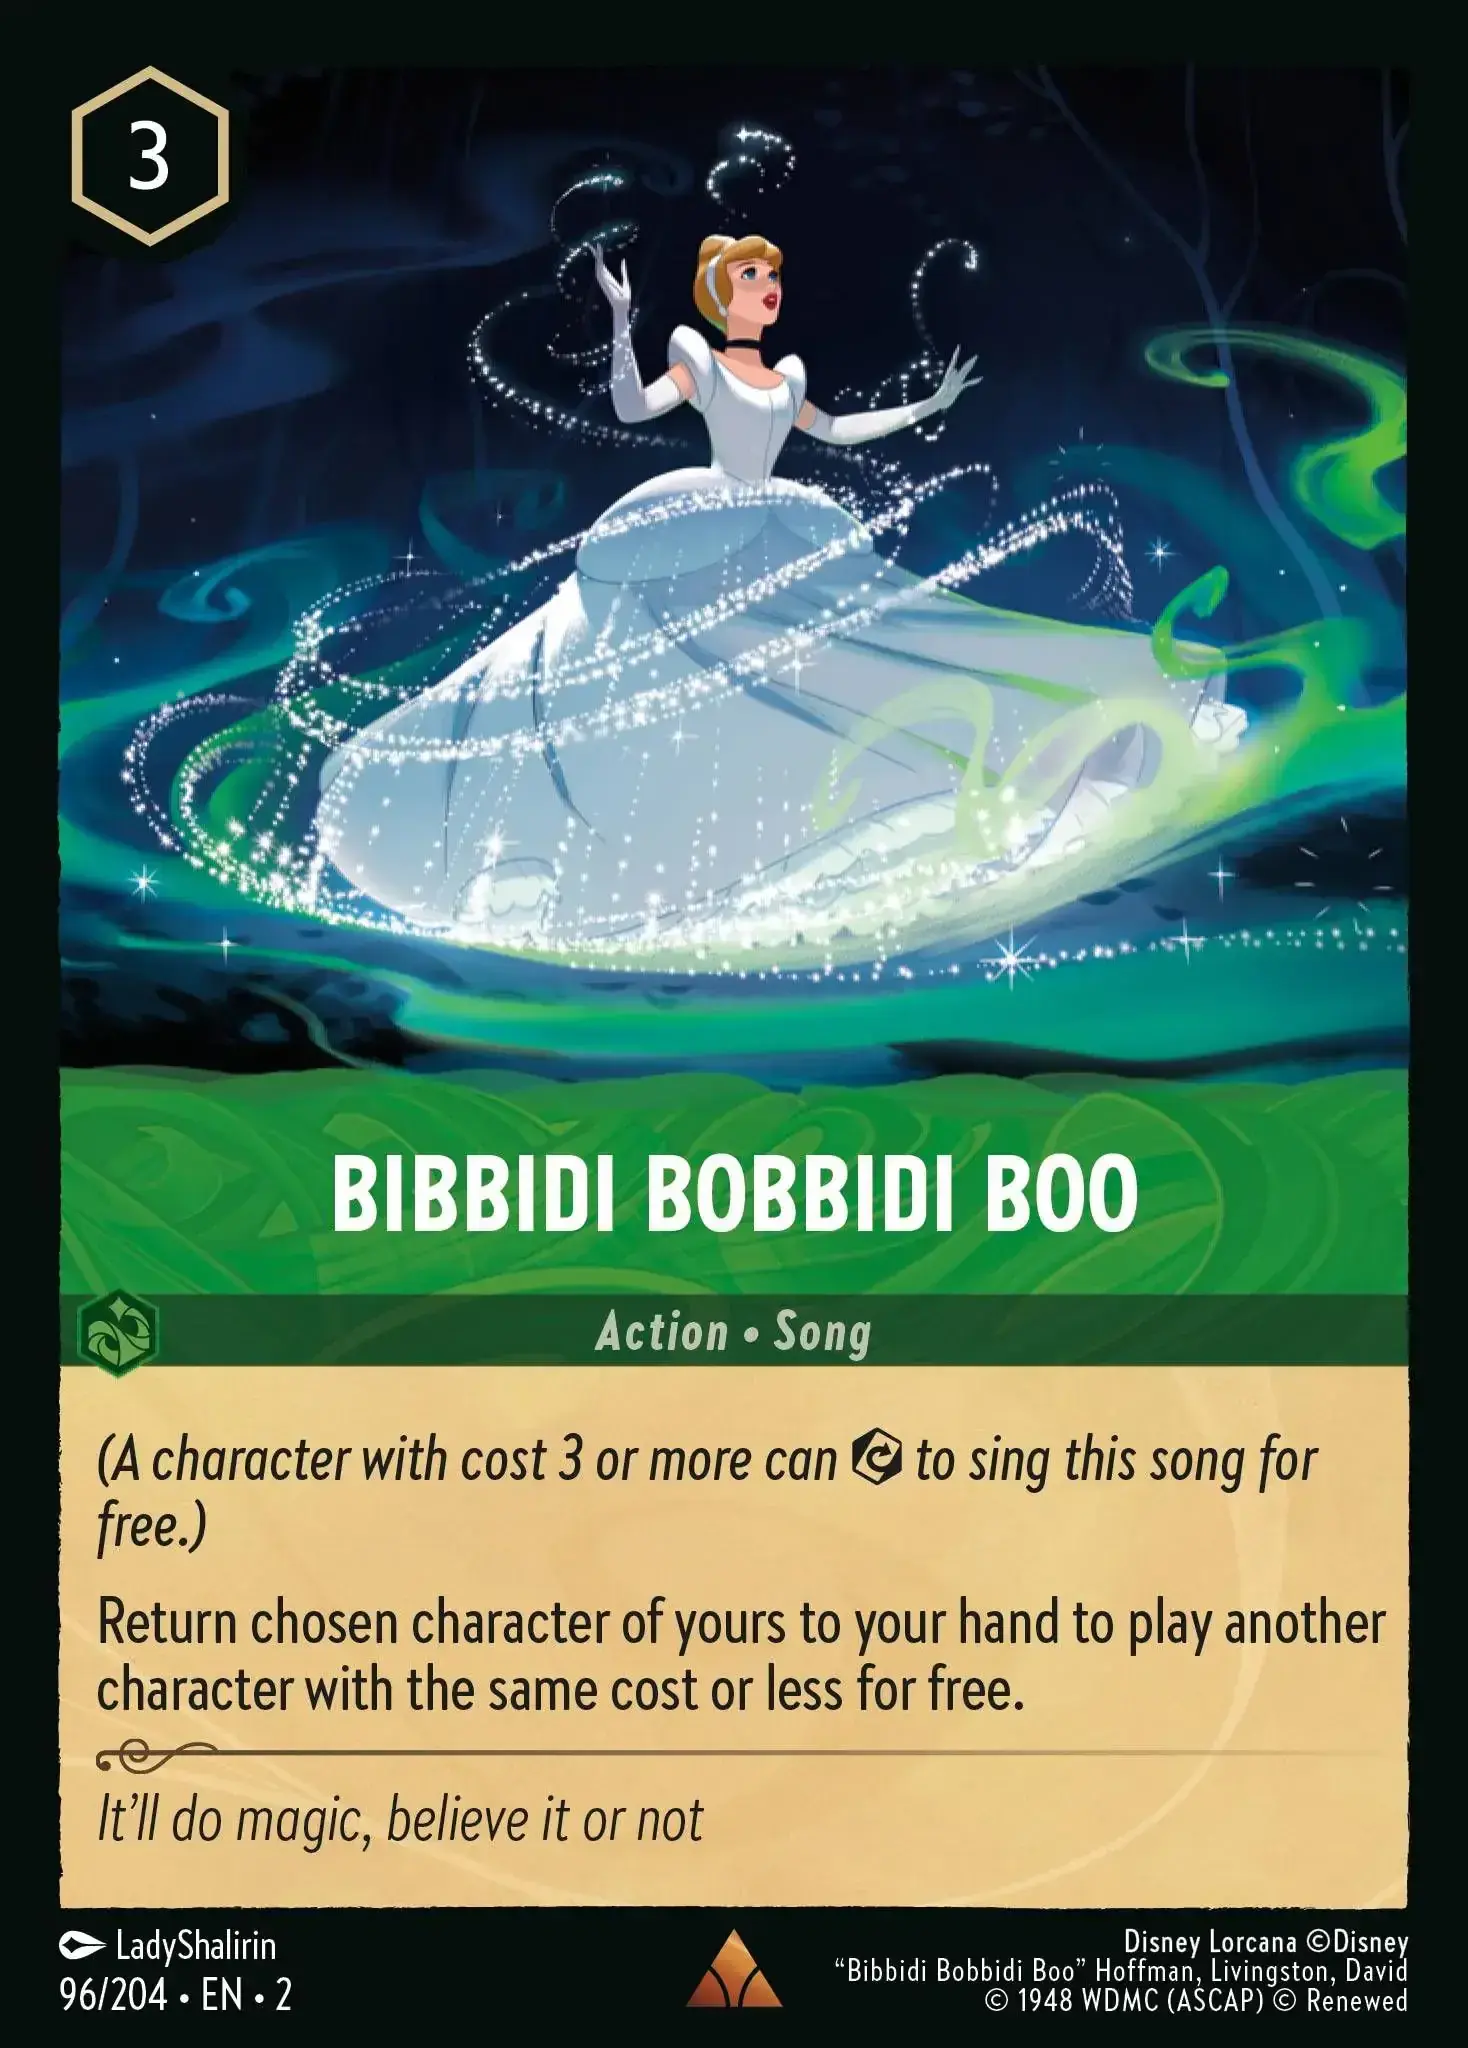 3
BIBBIDI BOBBIDI BOO
Action • Song
(A character with cost 3 or more can to sing this song for
free.)
Return chosen character of yours to your hand to play another
character with the same cost or less for free.
It'll do magic, believe it or not
LadyShalirin
96/204 • EN • 2
Disney Lorcana ©Disney
“Bibbidi Bobbidi Boo” Hoffman, Livingston, David
© 1948 WDMC (ASCAP) © Renewed